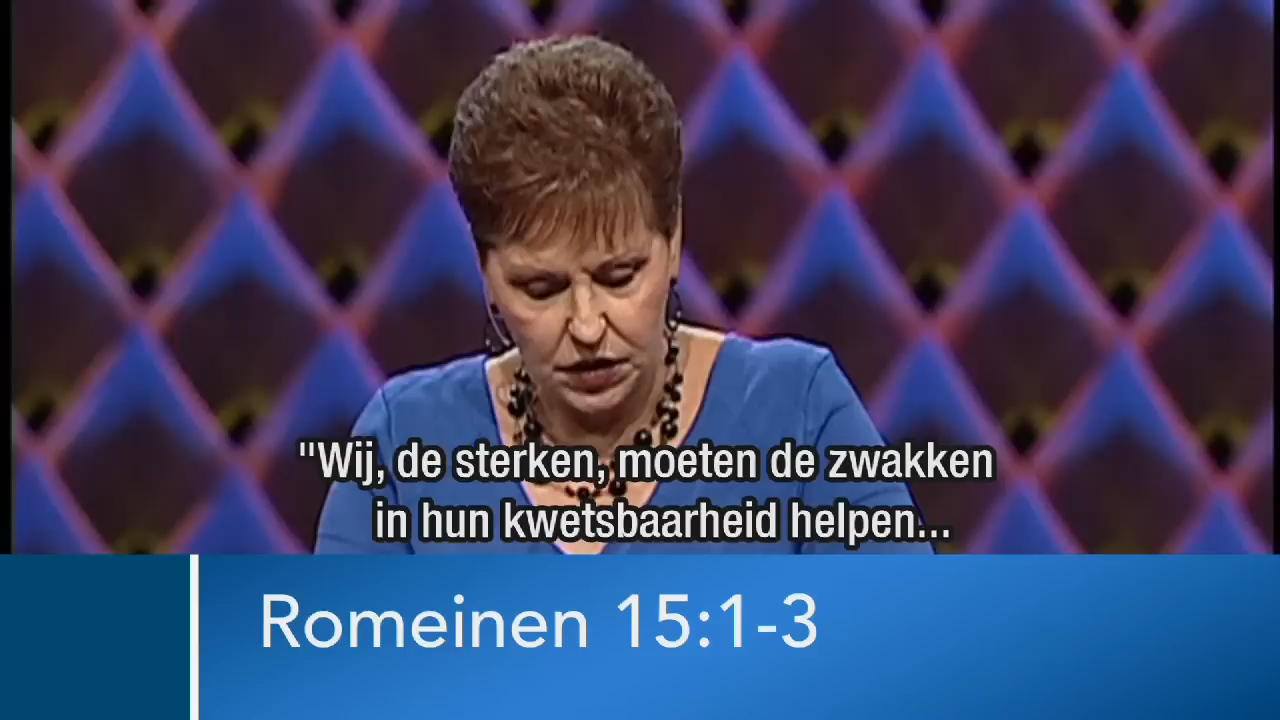 "Wij, de sterken, moeten de zwakken
in hun kwetsbaarheid helpen...
Romeinen 15:1-3